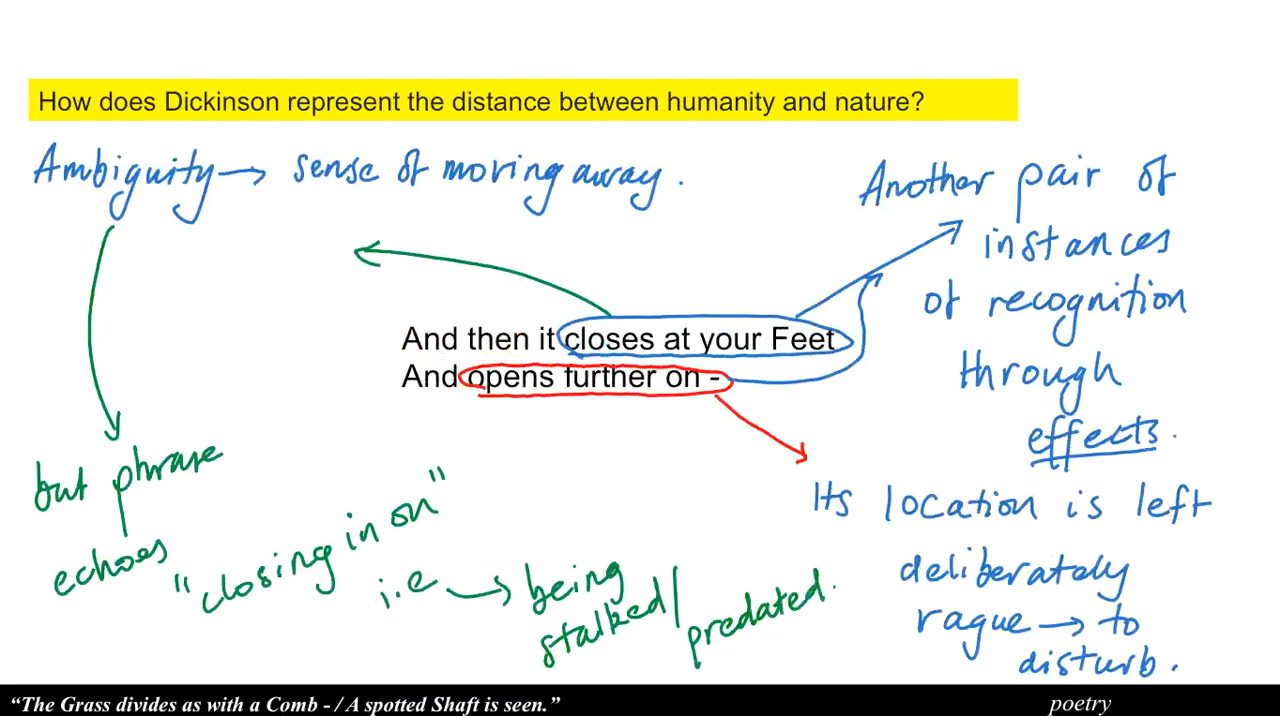 How does Dickinson represent the distance between humanity and nature?
Ambiguity → sense of moving away.
Another pair of
instances
of recognition
through
effects.
And then it closes at your Feet
And opens further on -
but phrase
echoes
"closing in on"
i.e → being
stalked/
predated.
Its location is left
deliberately
vague → to
disturb.
“The Grass divides as with a Comb - / A spotted Shaft is seen.”
poetry